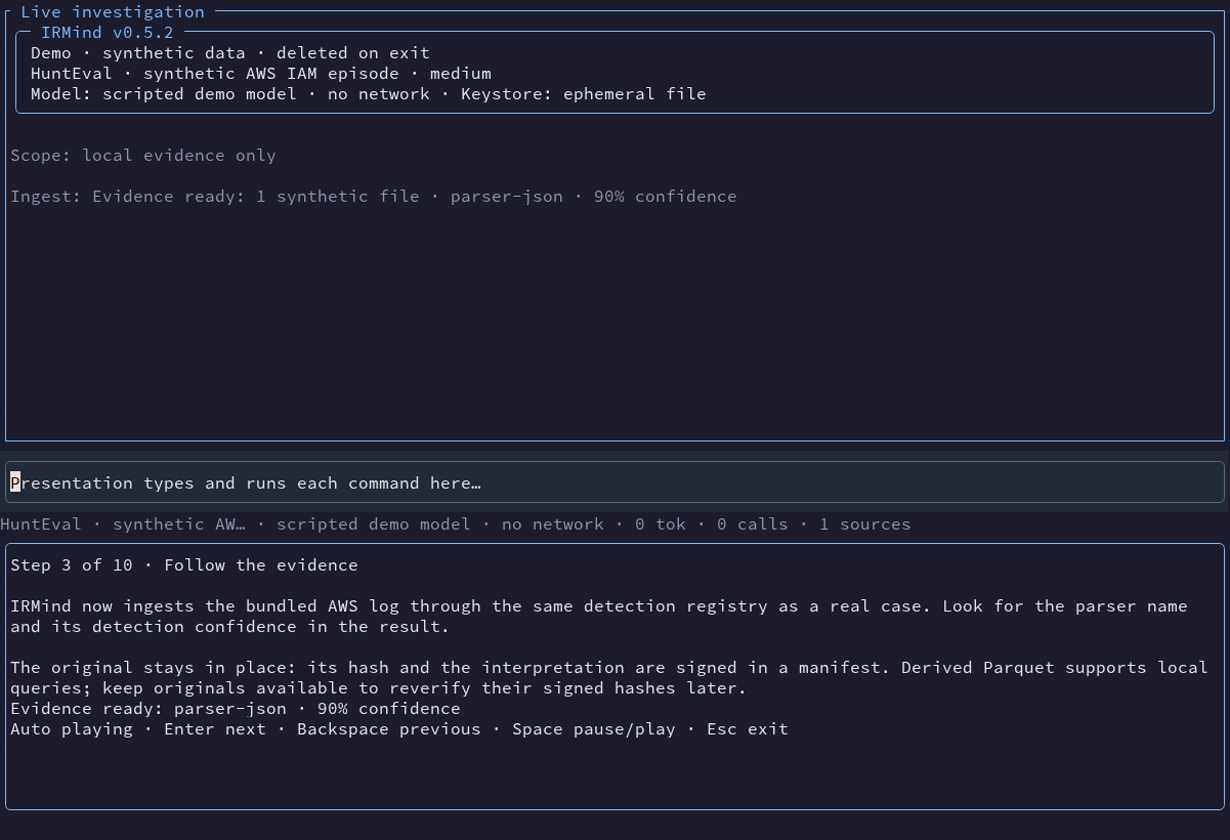 Live investigation
IRMind v0.5.2
Demo · synthetic data · deleted on exit
HuntEval · synthetic AWS IAM episode · medium
Model: scripted demo model · no network · Keystore: ephemeral file
Scope: local evidence only
Ingest: Evidence ready: 1 synthetic file · parser-json · 90% confidence
Presentation types and runs each command here…
HuntEval · synthetic AW… · scripted demo model · no network · 0 tok · 0 calls · 1 sources
Step 3 of 10 · Follow the evidence
IRMind now ingests the bundled AWS log through the same detection registry as a real case. Look for the parser name
and its detection confidence in the result.
The original stays in place: its hash and the interpretation are signed in a manifest. Derived Parquet supports local
queries; keep originals available to reverify their signed hashes later.
Evidence ready: parser-json · 90% confidence
Auto playing · Enter next · Backspace previous · Space pause/play · Esc exit